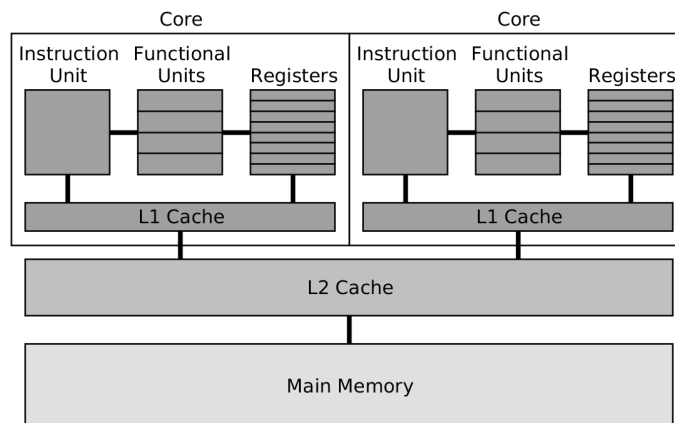 Core
Core
Instruction Unit
Functional Units
Registers
Instruction Unit
Functional Units
Registers
L1 Cache
L1 Cache
L2 Cache
Main Memory